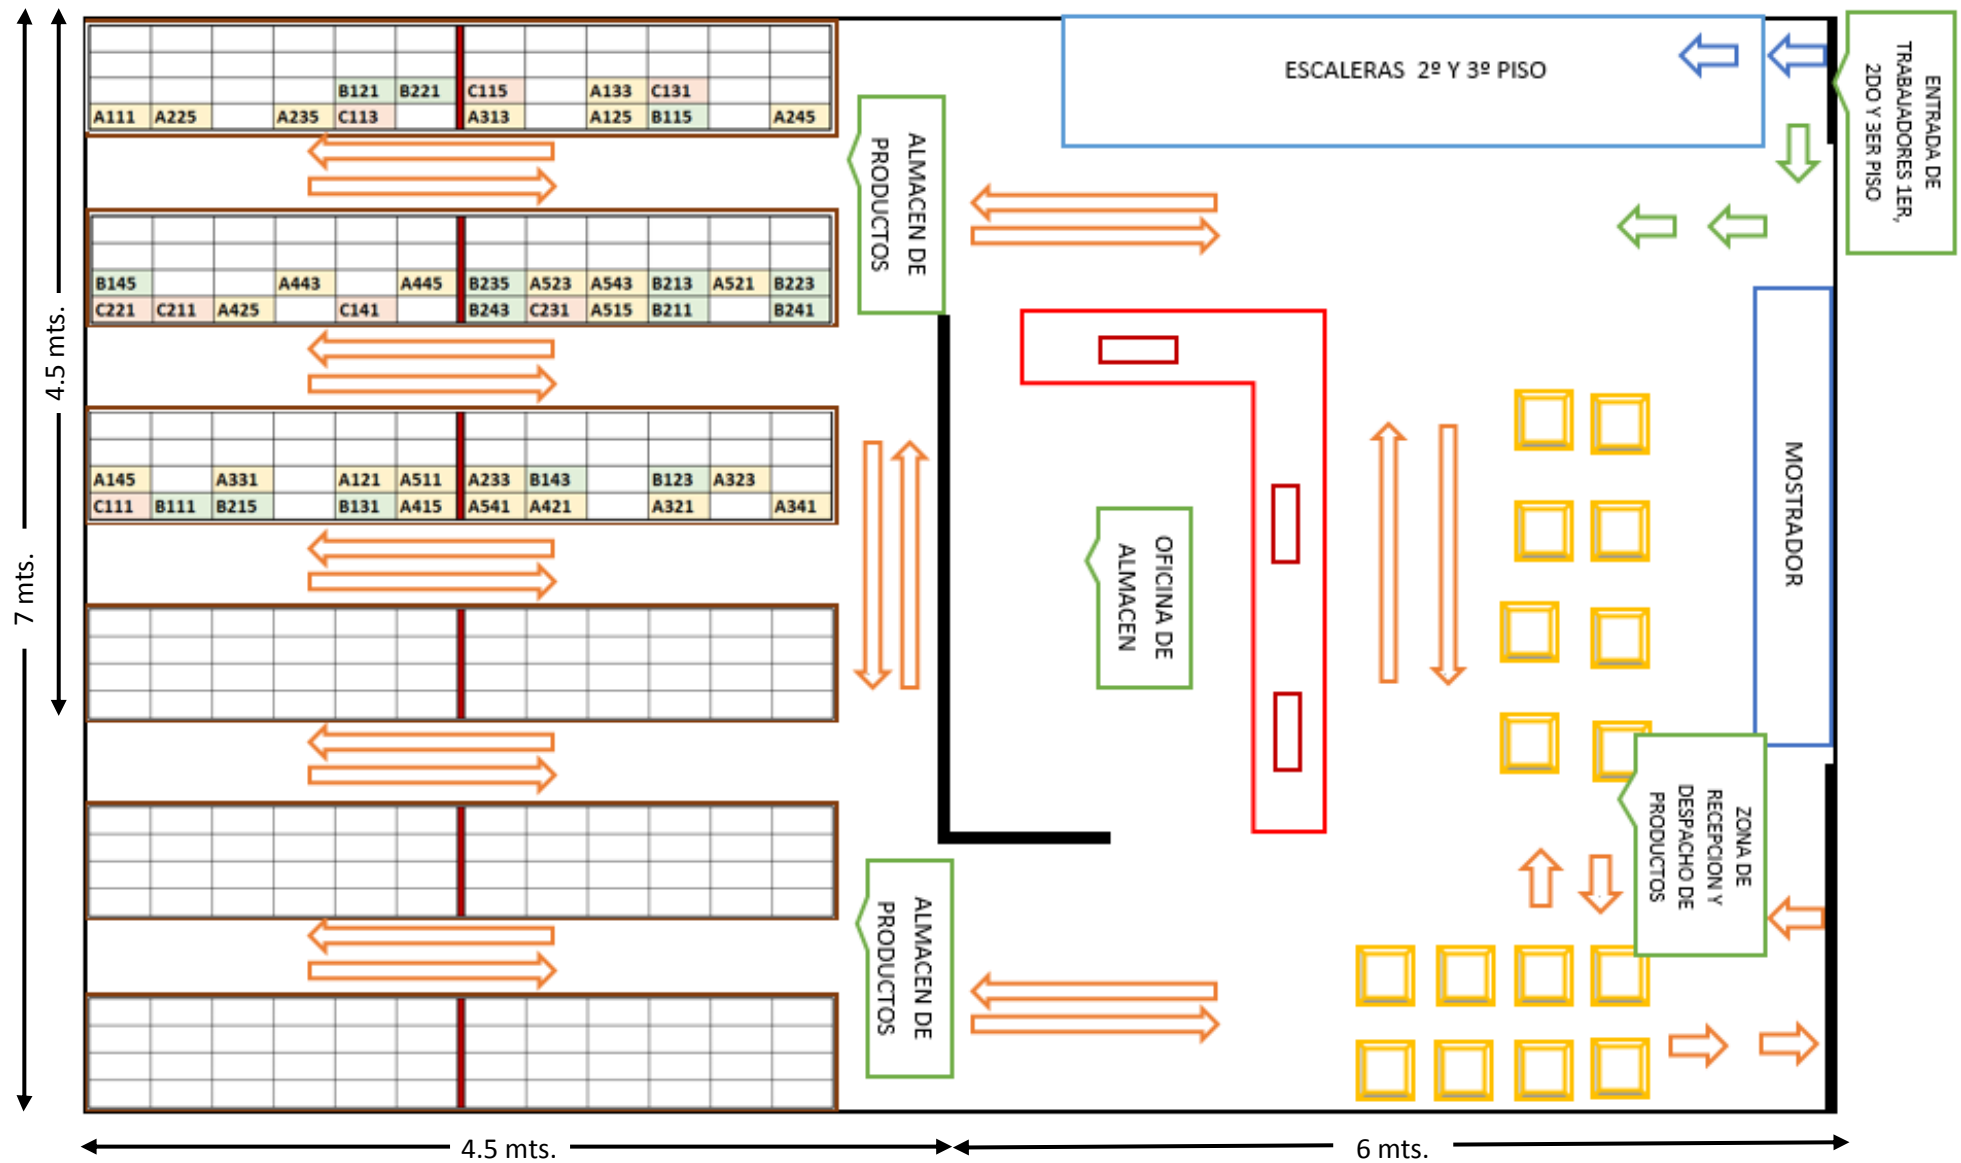 ESCALERAS 2º Y 3º PISO
ENTRADA DE
TRABAJADORES 1ER,
2DO Y 3ER PISO
B121 B221 C115 A133 C131
A111 A225 A235 C113 A313 A125 B115 A245
ALMACEN DE
PRODUCTOS
B145 A443 A445 B235 A523 A543 B213 A521 B223
C221 C211 A425 C141 B243 C231 A515 B211 B241
4.5 mts.
7 mts.
A145 A331 A121 A511 A233 B143 B123 A323
C111 B111 B215 B131 A415 A541 A421 A321 A341
OFICINA DE
ALMACEN
MOSTRADOR
ZONA DE
RECEPCION Y
DESPACHO DE
PRODUCTOS
ALMACEN DE
PRODUCTOS
4.5 mts.
6 mts.